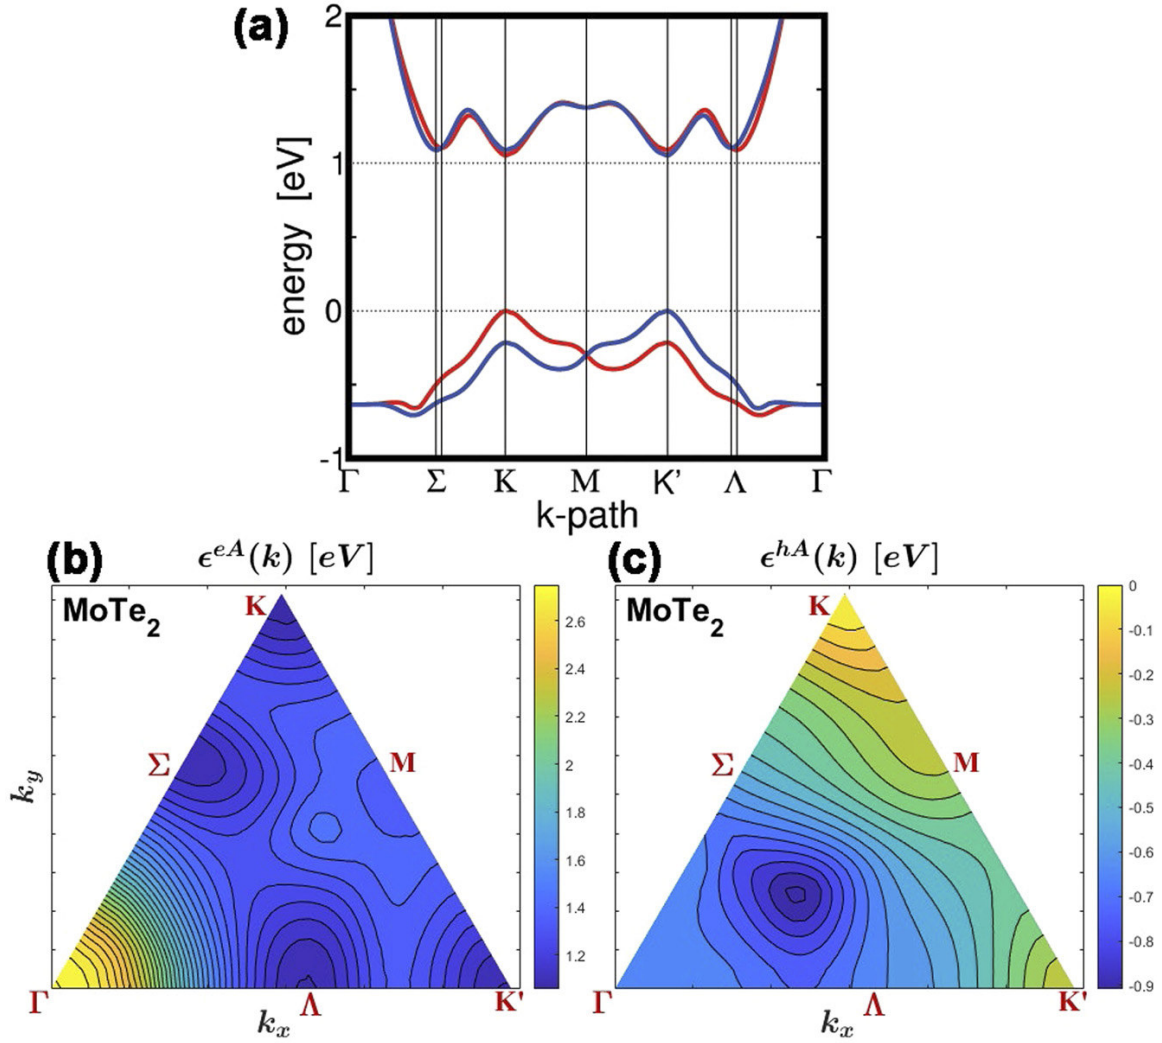 (a)
2
1
0
-1
energy [eV]
Γ Σ K M K' Λ Γ
k-path
(b) ϵ^{eA}(k) [eV]
MoTe₂
K
Σ
M
Γ
Λ
K'
k_y
k_x
2.6
2.4
2.2
2
1.8
1.6
1.4
1.2
(c) ϵ^{hA}(k) [eV]
MoTe₂
K
Σ
M
Γ
Λ
K'
k_x
0
-0.1
-0.2
-0.3
-0.4
-0.5
-0.6
-0.7
-0.8
-0.9